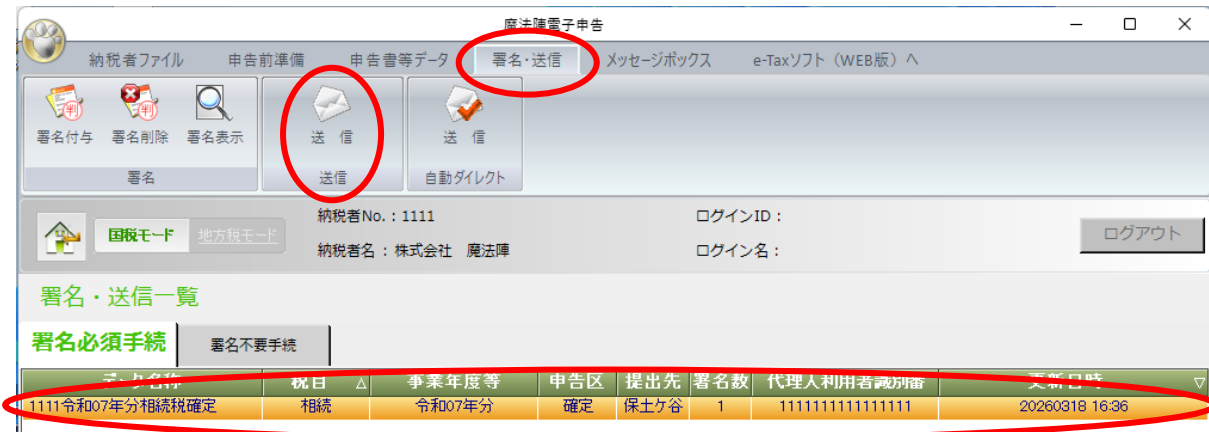 魔法陣電子申告
納税者ファイル 申告前準備 申告書等データ 署名・送信 メッセージボックス e-Taxソフト（WEB版）へ
署名付与 署名削除 署名表示 送 信 送 信
署名 送信 自動ダイレクト
納税者No.：1111 ログインID：
国税モード 地方税モード ログアウト
納税者名：株式会社 魔法陣 ログイン名：
署名・送信一覧
署名必須手続 署名不要手続
データ名称 税目 △ 事業年度等 申告区 提出先 署名数 代理人利用者識別番 更新日時 ▽
1111令和07年分相続税確定 相続 令和07年分 確定 保土ケ谷 1 1111111111111111 20260318 16:36